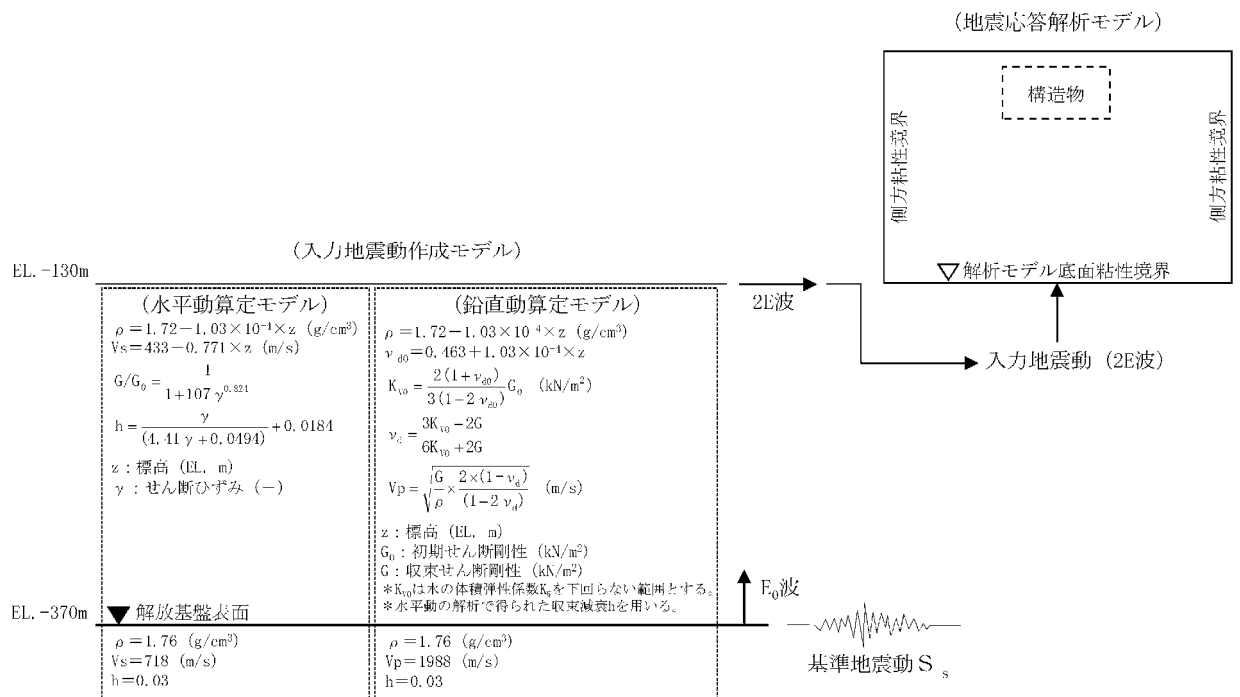 (地震応答解析モデル)
構造物
側方粘性境界
側方粘性境界
▽解析モデル底面粘性境界
(入力地震動作成モデル)
EL.-130m
2E波
入力地震動 (2E波)
(水平動算定モデル)
ρ=1.72-1.03×10⁻⁴×z (g/cm³)
Vs=433-0.771×z (m/s)
G/G₀=1/(1+107γ^0.824)
h=γ/(4.41γ+0.0494)+0.0184
z:標高 (EL. m)
γ:せん断ひずみ (-)
(鉛直動算定モデル)
ρ=1.72-1.03×10⁻⁴×z (g/cm³)
ν_d0=0.463+1.03×10⁻⁴×z
K_V0=2(1+ν_d0)/3(1-2ν_d0) G₀ (kN/m²)
ν_d=(3K_V0-2G)/(6K_V0+2G)
Vp=√(G/ρ×2×(1-ν_d)/(1-2ν_d)) (m/s)
z:標高 (EL. m)
G₀:初期せん断剛性 (kN/m²)
G:収束せん断剛性 (kN/m²)
*K_V0は水の体積弾性係数K_fを下回らない範囲とする。
*水平動の解析で得られた収束減衰hを用いる。
E₀波
EL.-370m
▼解放基盤表面
ρ=1.76 (g/cm³)
Vs=718 (m/s)
h=0.03
ρ=1.76 (g/cm³)
Vp=1988 (m/s)
h=0.03
基準地震動Sₛ